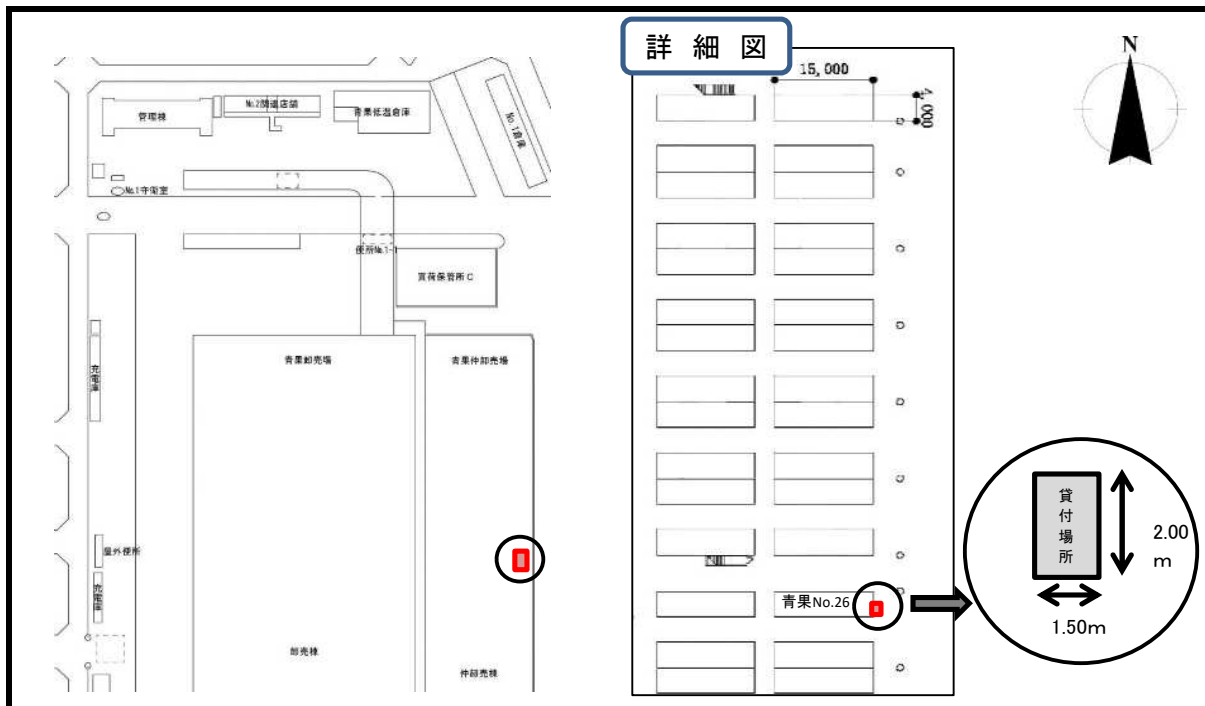 詳 細 図
N
15,000
4,000
管理棟
No.2関連店舗
青果低温倉庫
No.1倉庫
No.1守衛室
便所No.1-1
買荷保管所C
青果卸売場
青果仲卸売場
充電庫
屋外便所
充電庫
卸売棟
仲卸売棟
青果No.26
貸付場所
2.00
m
1.50m